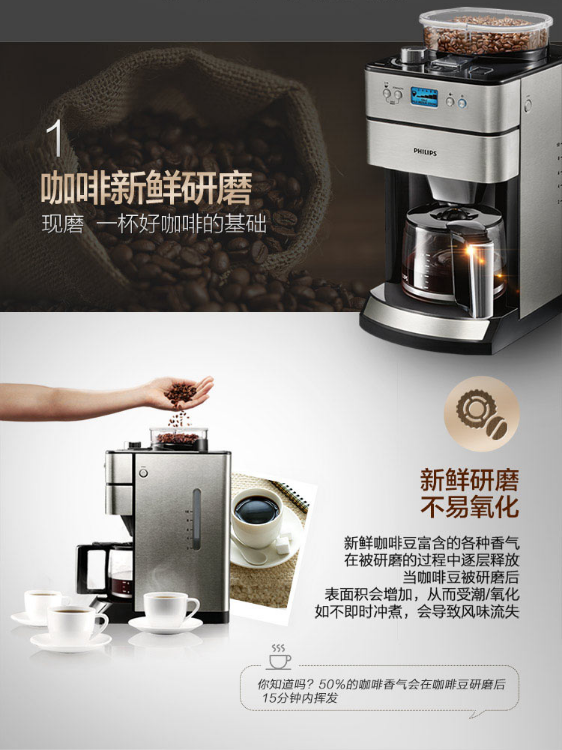 1
咖啡新鲜研磨
现磨 一杯好咖啡的基础
PHILIPS
新鲜研磨
不易氧化
新鲜咖啡豆富含的各种香气
在被研磨的过程中逐层释放
当咖啡豆被研磨后
表面积会增加，从而受潮/氧化
如不即时冲煮，会导致风味流失
你知道吗？50%的咖啡香气会在咖啡豆研磨后
15分钟内挥发